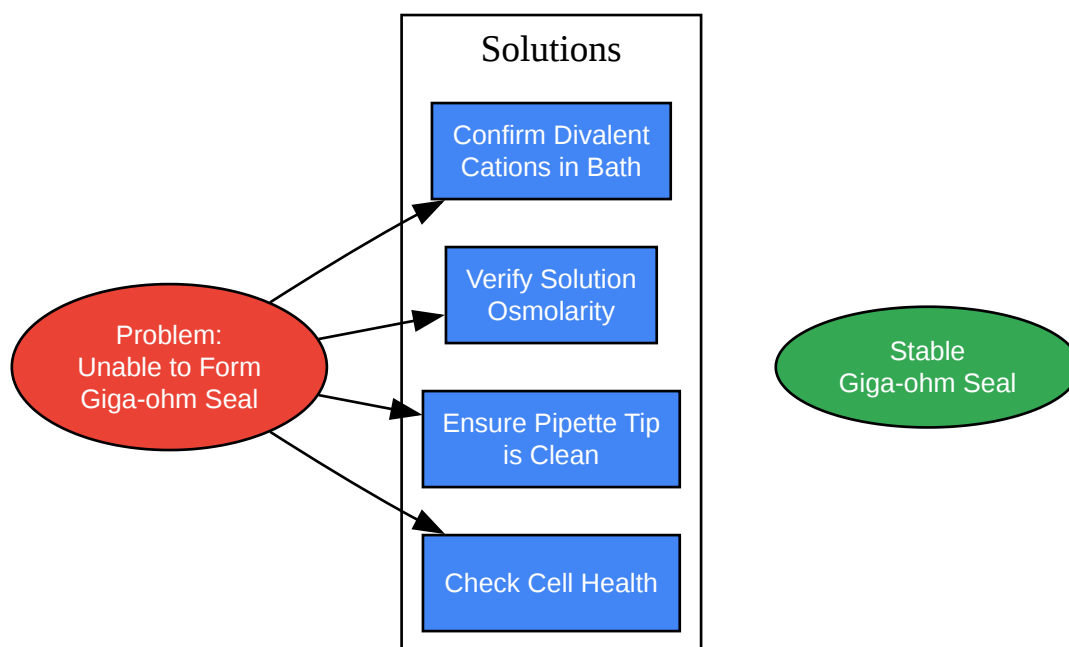 Solutions
Confirm Divalent
Cations in Bath
Verify Solution
Osmolarity
Problem:
Unable to Form
Giga-ohm Seal
Stable
Giga-ohm Seal
Ensure Pipette Tip
is Clean
Check Cell Health